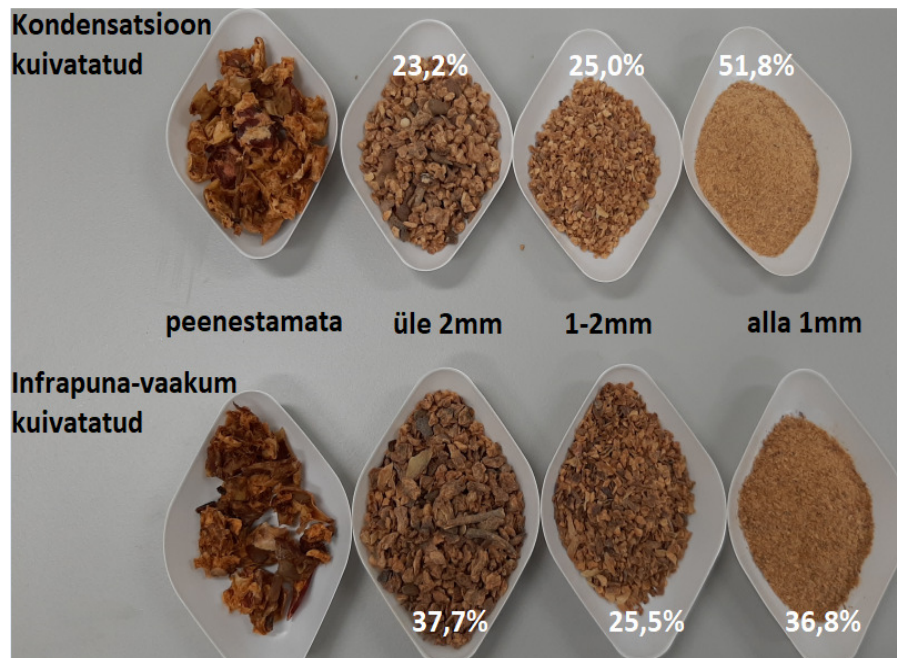 Kondensatsioon
kuivatatud
23,2%
25,0%
51,8%
peenestamata
üle 2mm
1-2mm
alla 1mm
Infrapuna-vaakum
kuivatatud
37,7%
25,5%
36,8%